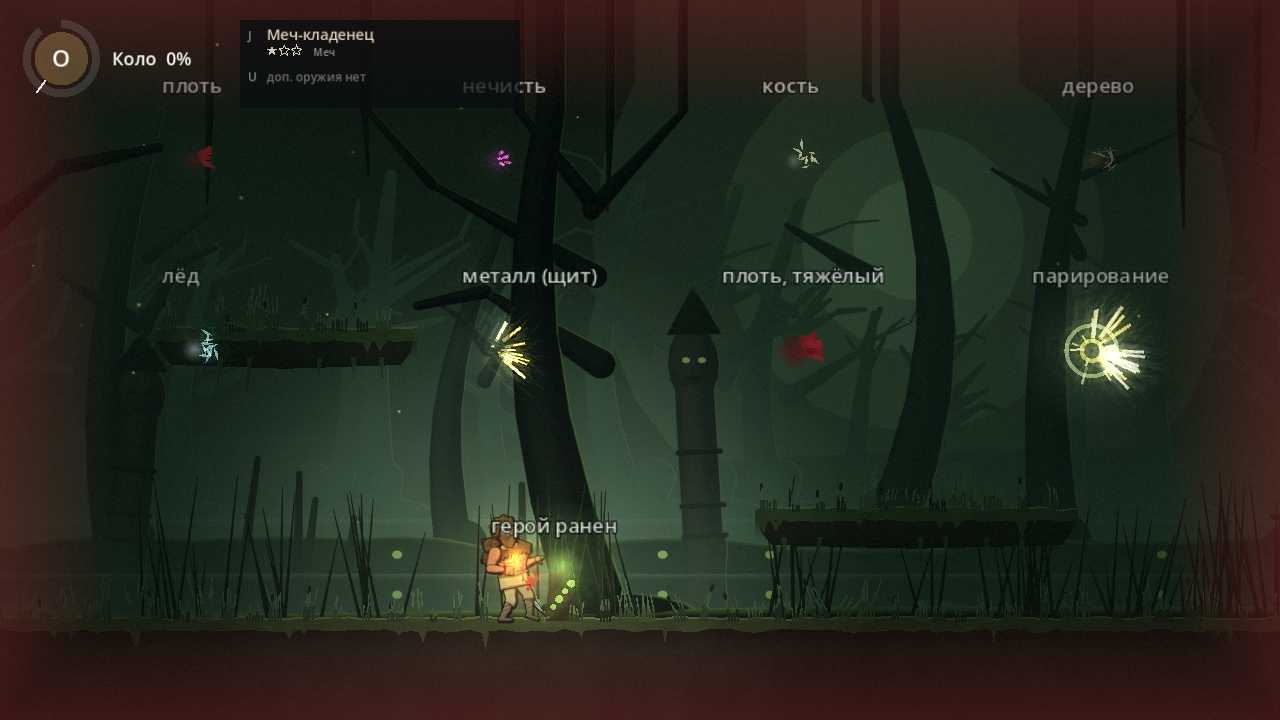 О
Коло 0%
J Меч-кладенец
★☆☆ Меч
U доп. оружия нет
плоть
нечисть
кость
дерево
лёд
металл (щит)
плоть, тяжёлый
парирование
герой ранен